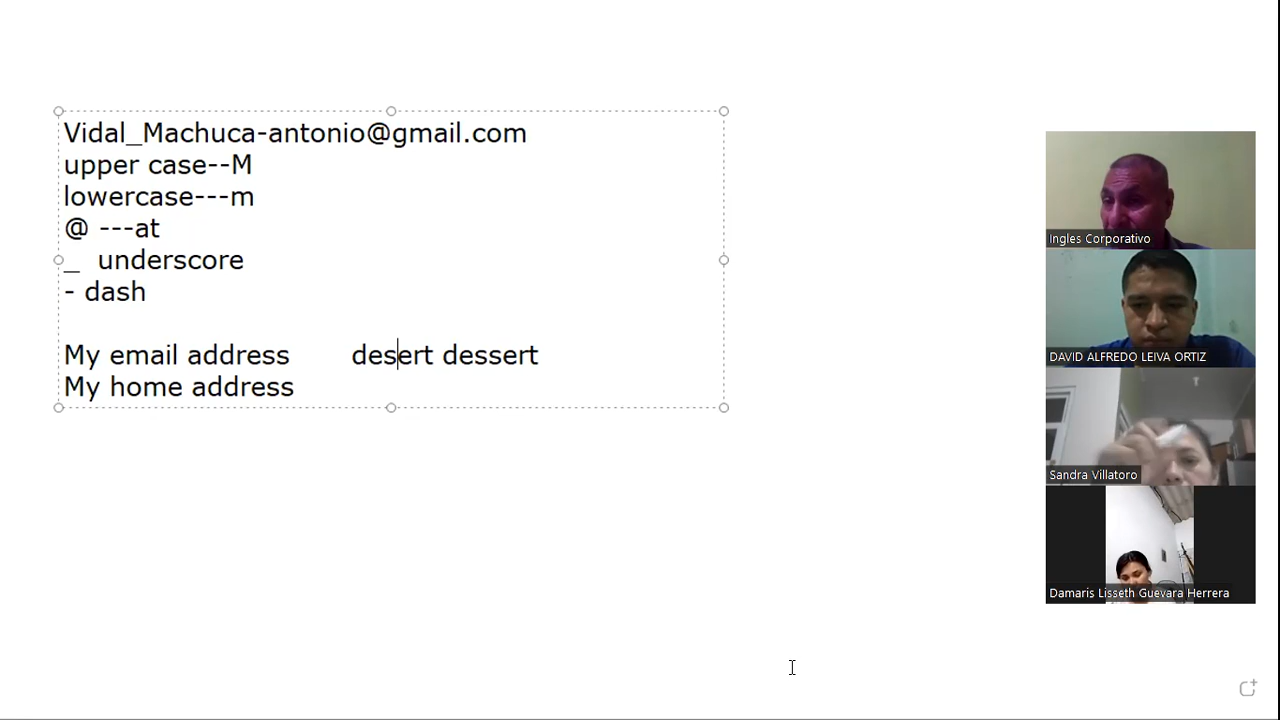 Vidal_Machuca-antonio@gmail.com
upper case--M
lowercase---m
@ ---at
_ underscore
- dash
My email address desert dessert
My home address
Ingles Corporativo
DAVID ALFREDO LEIVA ORTIZ
Sandra Villatoro
Damaris Lisseth Guevara Herrera